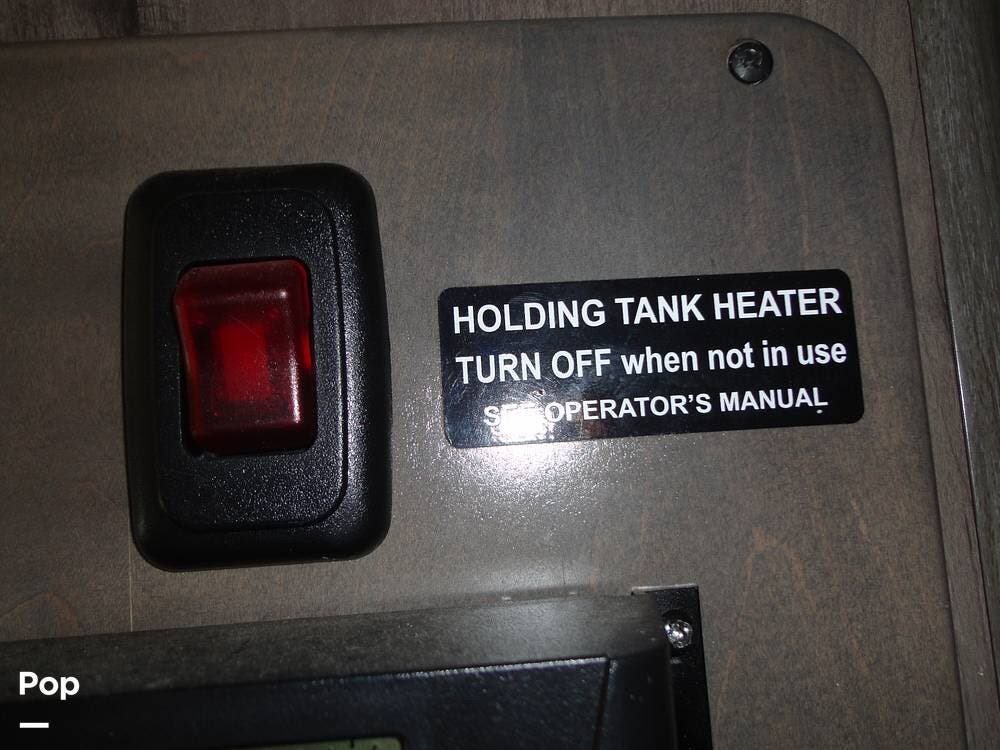 HOLDING TANK HEATER
TURN OFF when not in use
OPERATOR'S MANUAL
Pop